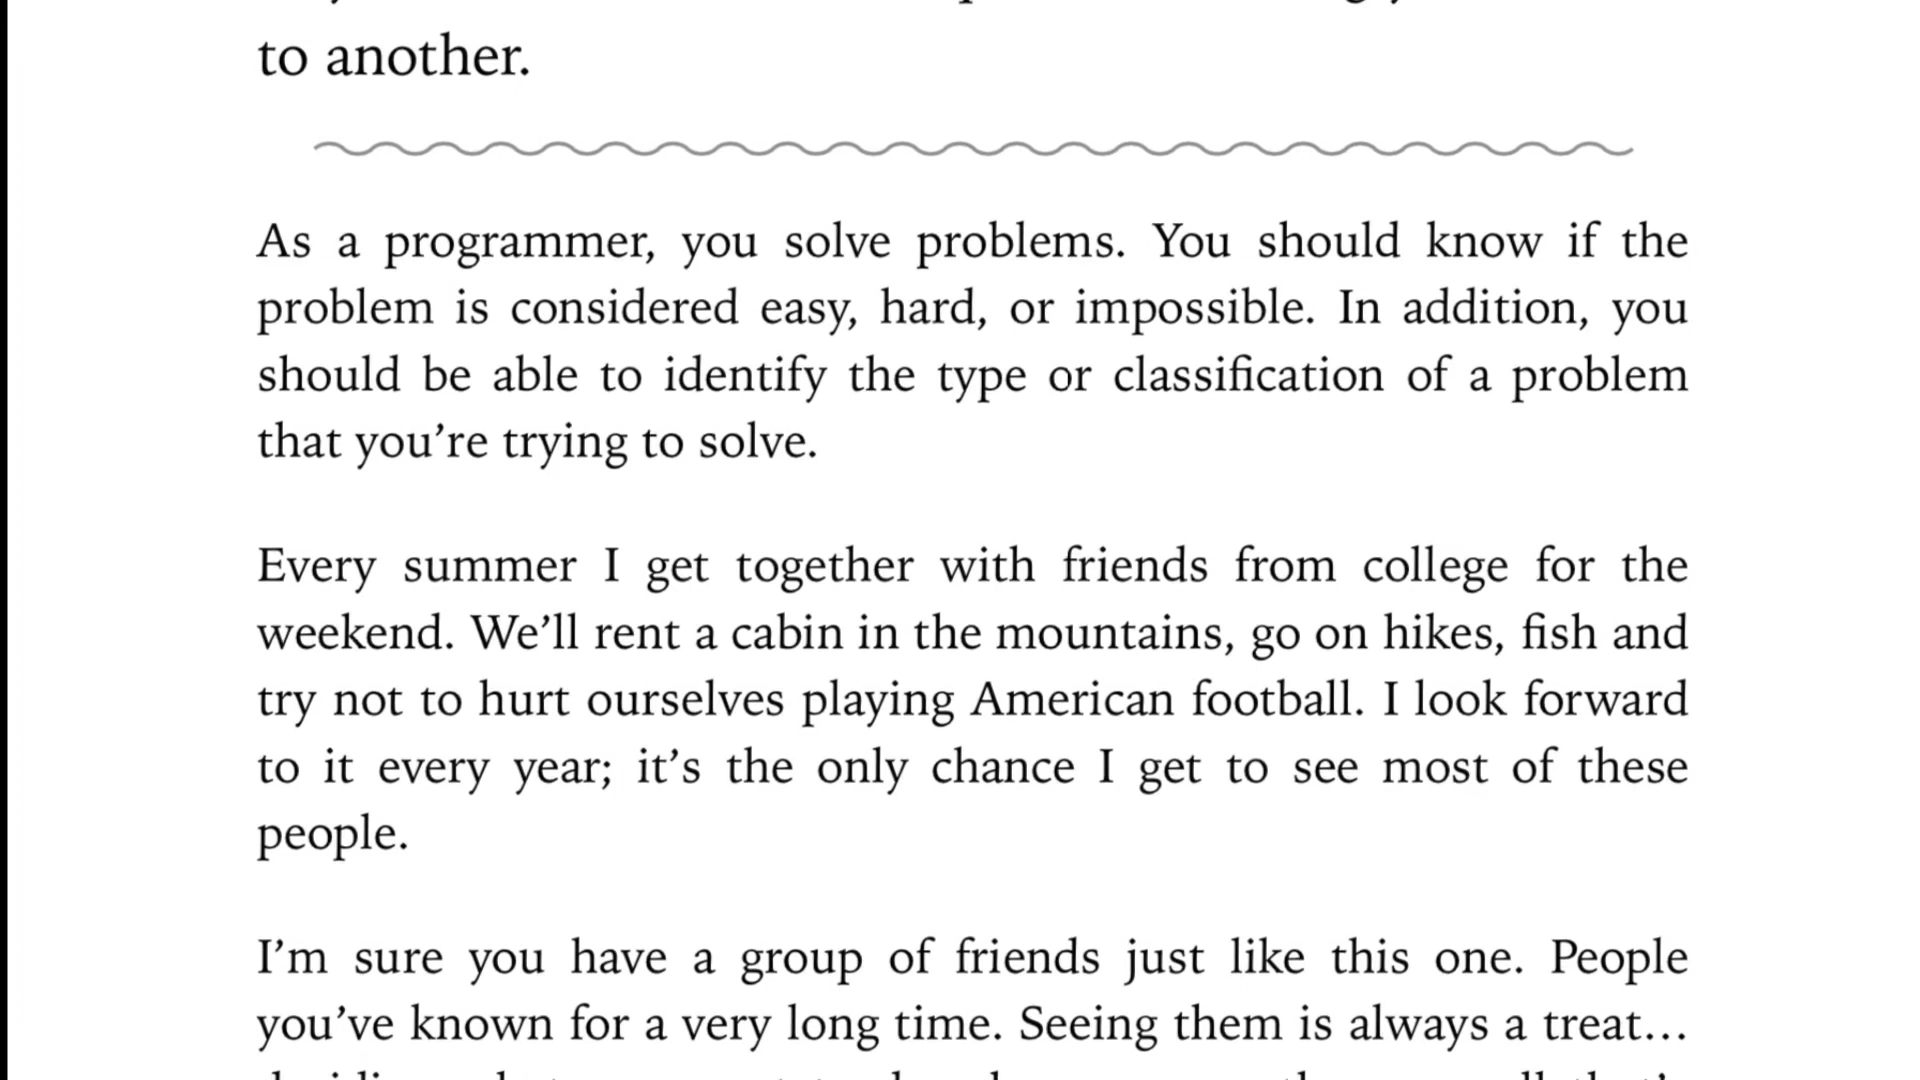 to another.
As a programmer, you solve problems. You should know if the
problem is considered easy, hard, or impossible. In addition, you
should be able to identify the type or classification of a problem
that you’re trying to solve.
Every summer I get together with friends from college for the
weekend. We’ll rent a cabin in the mountains, go on hikes, fish and
try not to hurt ourselves playing American football. I look forward
to it every year; it’s the only chance I get to see most of these
people.
I’m sure you have a group of friends just like this one. People
you’ve known for a very long time. Seeing them is always a treat…